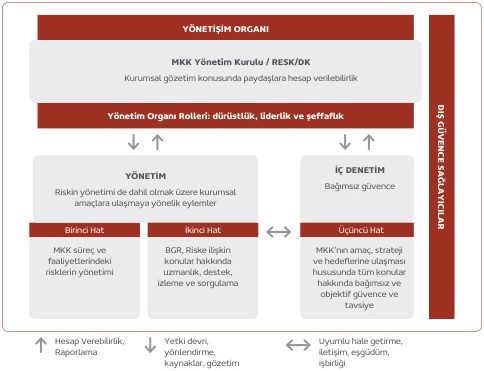 YÖNETİŞİM ORGANI
MKK Yönetim Kurulu / RESK/DK
Kurumsal gözetim konusunda paydaşlara hesap verilebilirlik
Yönetim Organı Rolleri: dürüstlük, liderlik ve şeffaflık
YÖNETİM
Riskin yönetimi de dahil olmak üzere kurumsal
amaçlara ulaşmaya yönelik eylemler
İÇ DENETİM
Bağımsız güvence
Birinci Hat
MKK süreç ve
faaliyetlerindeki
risklerin yönetimi
İkinci Hat
BGR, Riske ilişkin
konular hakkında
uzmanlık, destek,
izleme ve sorgulama
Üçüncü Hat
MKK'nın amaç, strateji
ve hedeflerine ulaşması
hususunda tüm konular
hakkında bağımsız ve
objektif güvence ve
tavsiye
DIŞ GÜVENCE SAĞLAYICILAR
Hesap Verebilirlik,
Raporlama
Yetki devri,
yönlendirme,
kaynaklar, gözetim
Uyumlu hale getirme,
iletişim, eşgüdüm,
işbirliği